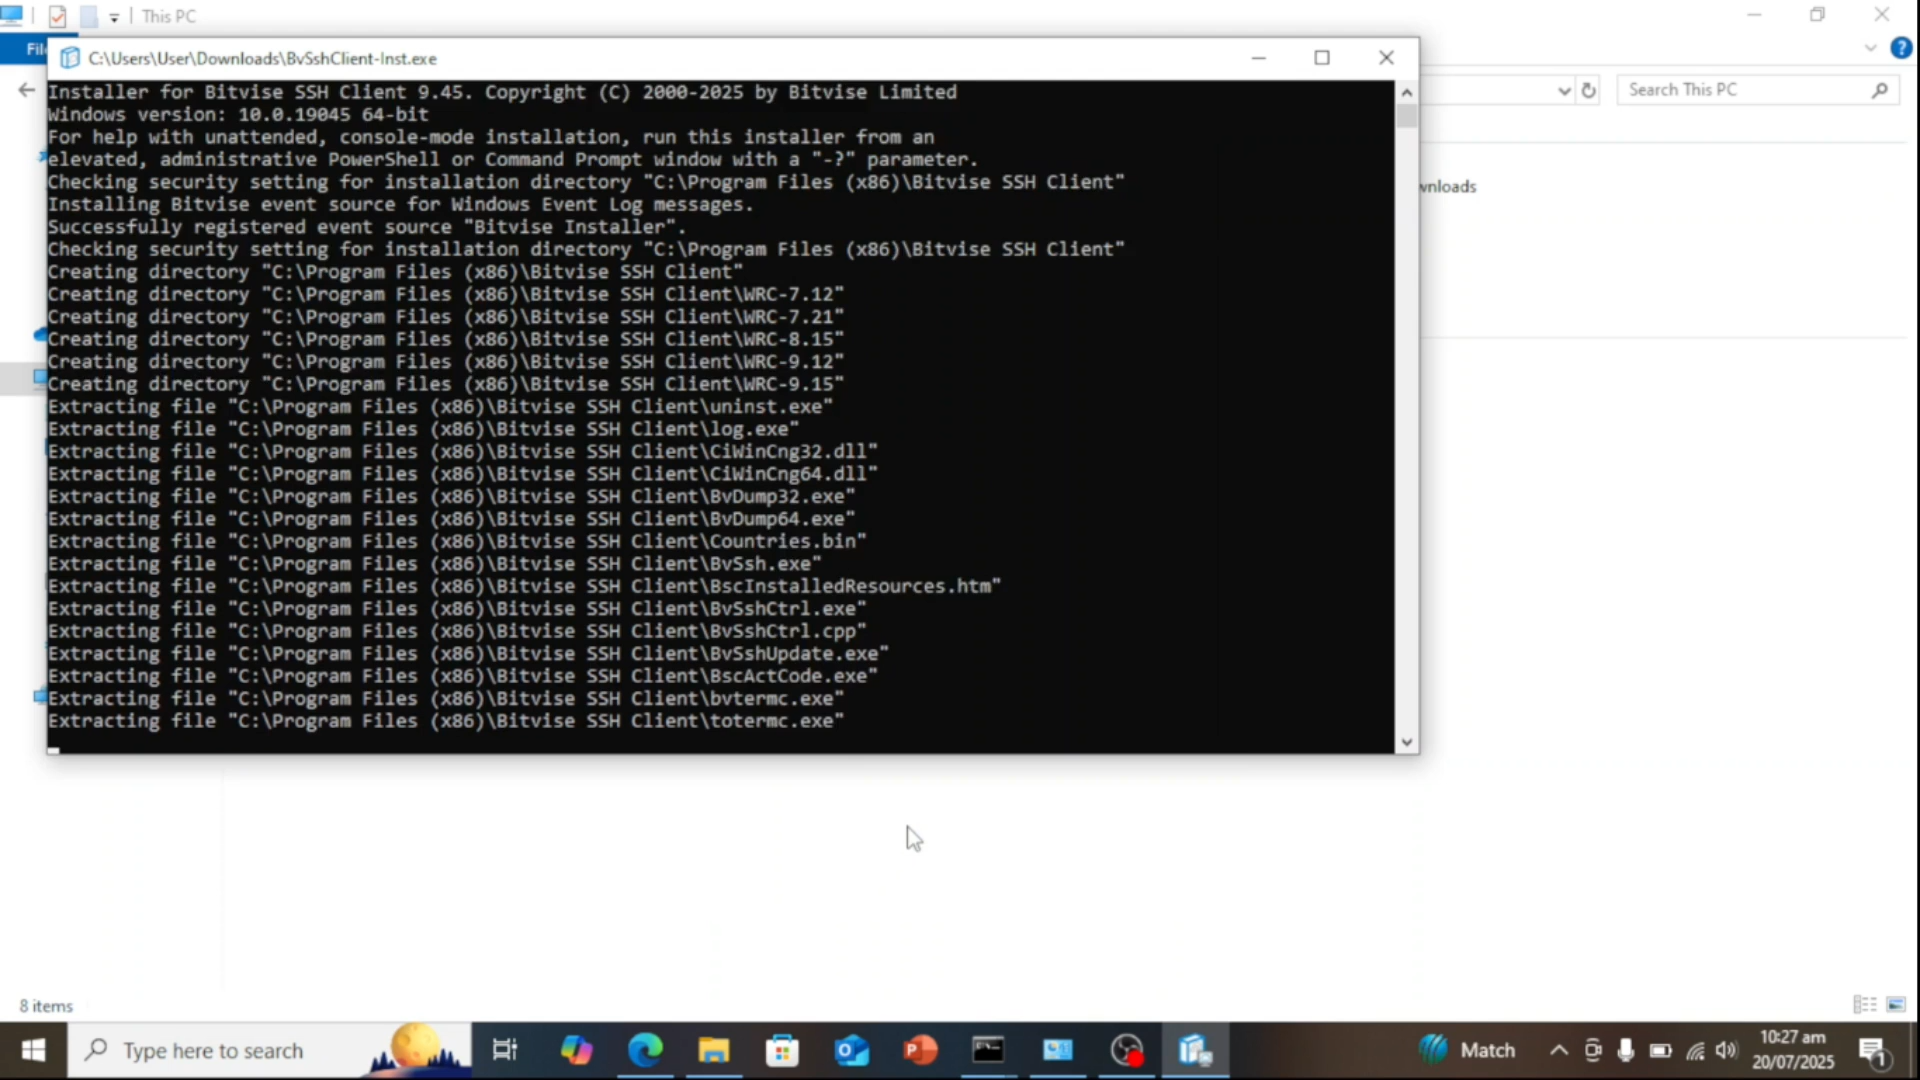 This PC
File
C:\Users\User\Downloads\BvSshClient-Inst.exe
Search This PC
Installer for Bitvise SSH Client 9.45. Copyright (C) 2000-2025 by Bitvise Limited
Windows version: 10.0.19045 64-bit
For help with unattended, console-mode installation, run this installer from an
elevated, administrative PowerShell or Command Prompt window with a "-?" parameter.
Checking security setting for installation directory "C:\Program Files (x86)\Bitvise SSH Client"
wnloads
Installing Bitvise event source for Windows Event Log messages.
Successfully registered event source "Bitvise Installer".
Checking security setting for installation directory "C:\Program Files (x86)\Bitvise SSH Client"
Creating directory "C:\Program Files (x86)\Bitvise SSH Client"
Creating directory "C:\Program Files (x86)\Bitvise SSH Client\WRC-7.12"
Creating directory "C:\Program Files (x86)\Bitvise SSH Client\WRC-7.21"
Creating directory "C:\Program Files (x86)\Bitvise SSH Client\WRC-8.15"
Creating directory "C:\Program Files (x86)\Bitvise SSH Client\WRC-9.12"
Creating directory "C:\Program Files (x86)\Bitvise SSH Client\WRC-9.15"
Extracting file "C:\Program Files (x86)\Bitvise SSH Client\uninst.exe"
Extracting file "C:\Program Files (x86)\Bitvise SSH Client\log.exe"
Extracting file "C:\Program Files (x86)\Bitvise SSH Client\CiWinCng32.dll"
Extracting file "C:\Program Files (x86)\Bitvise SSH Client\CiWinCng64.dll"
Extracting file "C:\Program Files (x86)\Bitvise SSH Client\BvDump32.exe"
Extracting file "C:\Program Files (x86)\Bitvise SSH Client\BvDump64.exe"
Extracting file "C:\Program Files (x86)\Bitvise SSH Client\Countries.bin"
Extracting file "C:\Program Files (x86)\Bitvise SSH Client\BvSsh.exe"
Extracting file "C:\Program Files (x86)\Bitvise SSH Client\BscInstalledResources.htm"
Extracting file "C:\Program Files (x86)\Bitvise SSH Client\BvSshCtrl.exe"
Extracting file "C:\Program Files (x86)\Bitvise SSH Client\BvSshCtrl.cpp"
Extracting file "C:\Program Files (x86)\Bitvise SSH Client\BvSshUpdate.exe"
Extracting file "C:\Program Files (x86)\Bitvise SSH Client\BscActCode.exe"
Extracting file "C:\Program Files (x86)\Bitvise SSH Client\bvtermc.exe"
Extracting file "C:\Program Files (x86)\Bitvise SSH Client\totermc.exe"
8 items
Type here to search
Match
10:27 am
20/07/2025
1